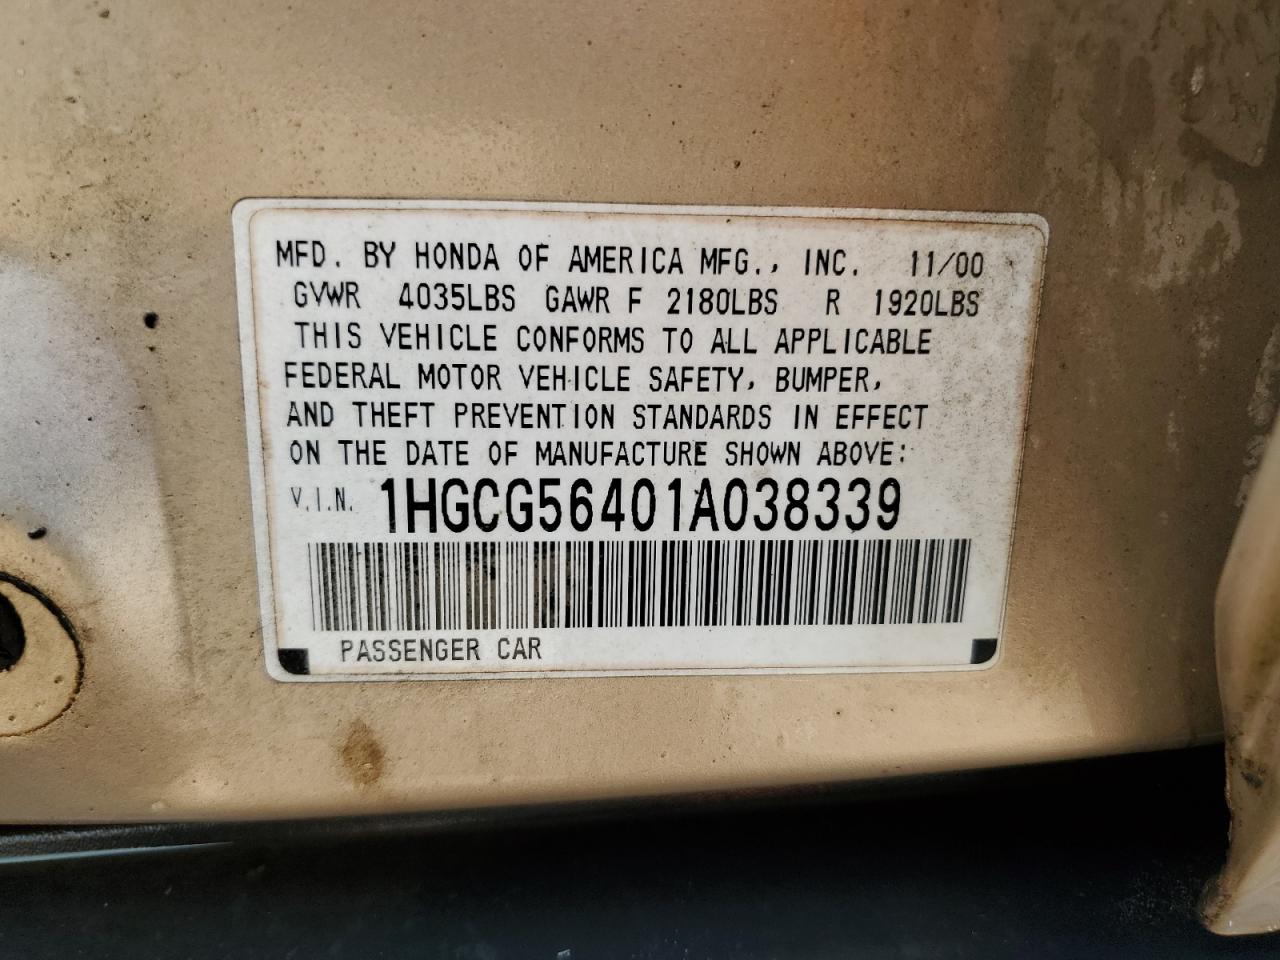 MFD. BY HONDA OF AMERICA MFG., INC. 11/00
GVWR 4035LBS GAWR F 2180LBS R 1920LBS
THIS VEHICLE CONFORMS TO ALL APPLICABLE
FEDERAL MOTOR VEHICLE SAFETY, BUMPER,
AND THEFT PREVENTION STANDARDS IN EFFECT
ON THE DATE OF MANUFACTURE SHOWN ABOVE:
V.I.N. 1HGCG56401A038339
PASSENGER CAR